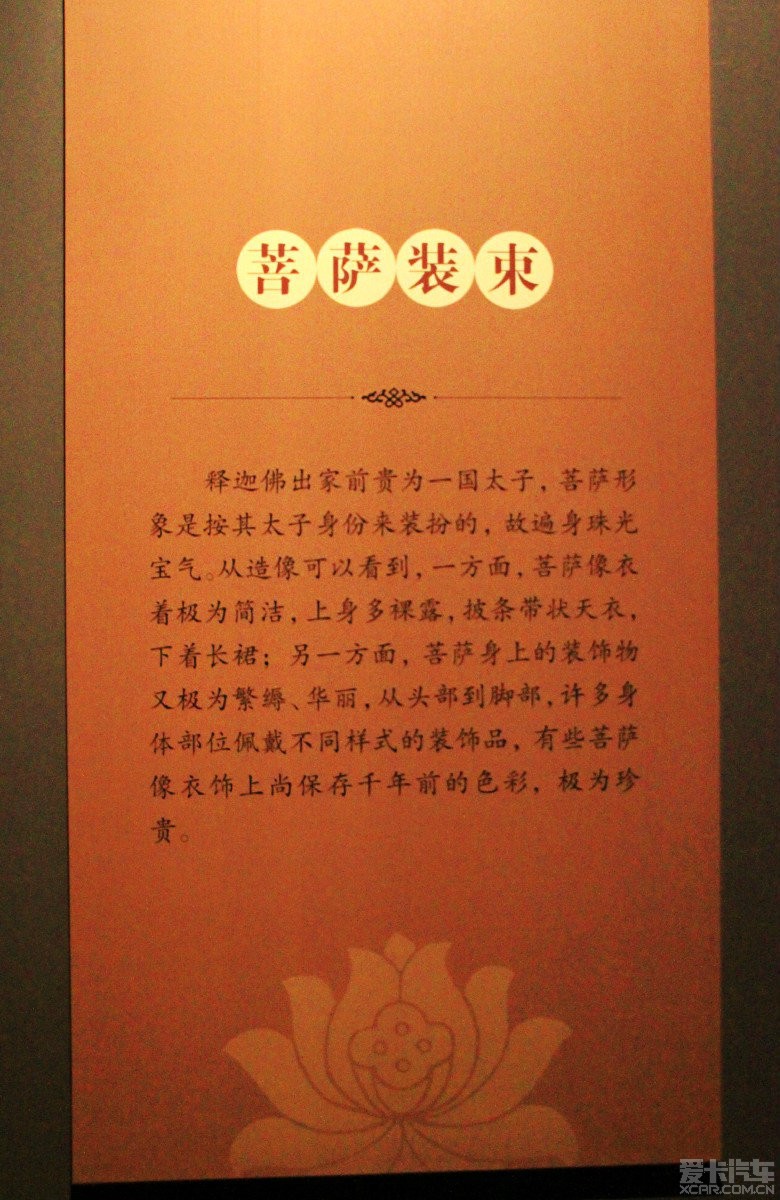 菩萨装束
释迦佛出家前贵为一国太子，菩萨形
象是按其太子身份来装扮的，故遍身珠光
宝气。从造像可以看到，一方面，菩萨像衣
着极为简洁，上身多裸露，披条带状天衣，
下着长裙；另一方面，菩萨身上的装饰物
又极为繁缛、华丽，从头部到脚部，许多身
体部位佩戴不同样式的装饰品，有些菩萨
像衣饰上尚保存千年前的色彩，极为珍
贵。
爱卡汽车
XCAR.COM.CN